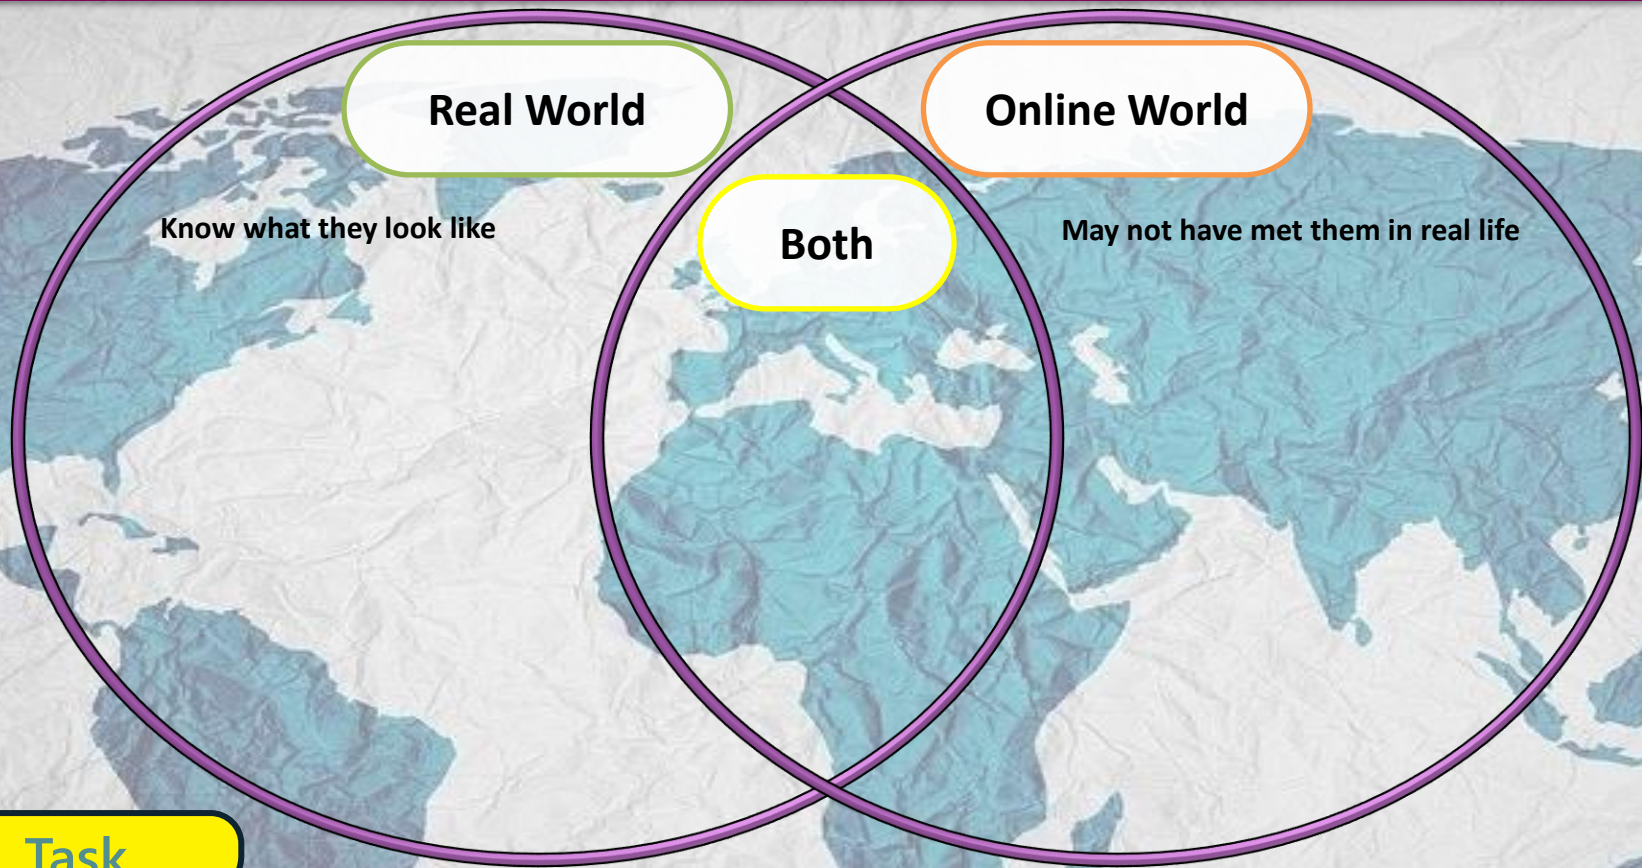 Real World
Online World
Both
Know what they look like
May not have met them in real life
Task